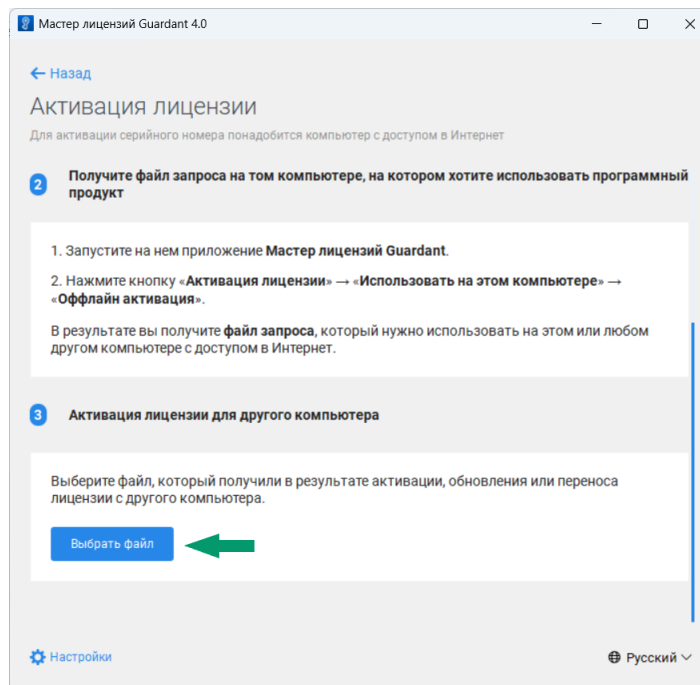 Мастер лицензий Guardant 4.0
Назад
Активация лицензии
Для активации серийного номера понадобится компьютер с доступом в Интернет
2
Получите файл запроса на том компьютере, на котором хотите использовать программный
продукт
1. Запустите на нем приложение Мастер лицензий Guardant.
2. Нажмите кнопку «Активация лицензии» → «Использовать на этом компьютере» →
«Оффлайн активация».
В результате вы получите файл запроса, который нужно использовать на этом или любом
другом компьютере с доступом в Интернет.
3
Активация лицензии для другого компьютера
Выберите файл, который получили в результате активации, обновления или переноса
лицензии с другого компьютера.
Выбрать файл
Настройки
Русский